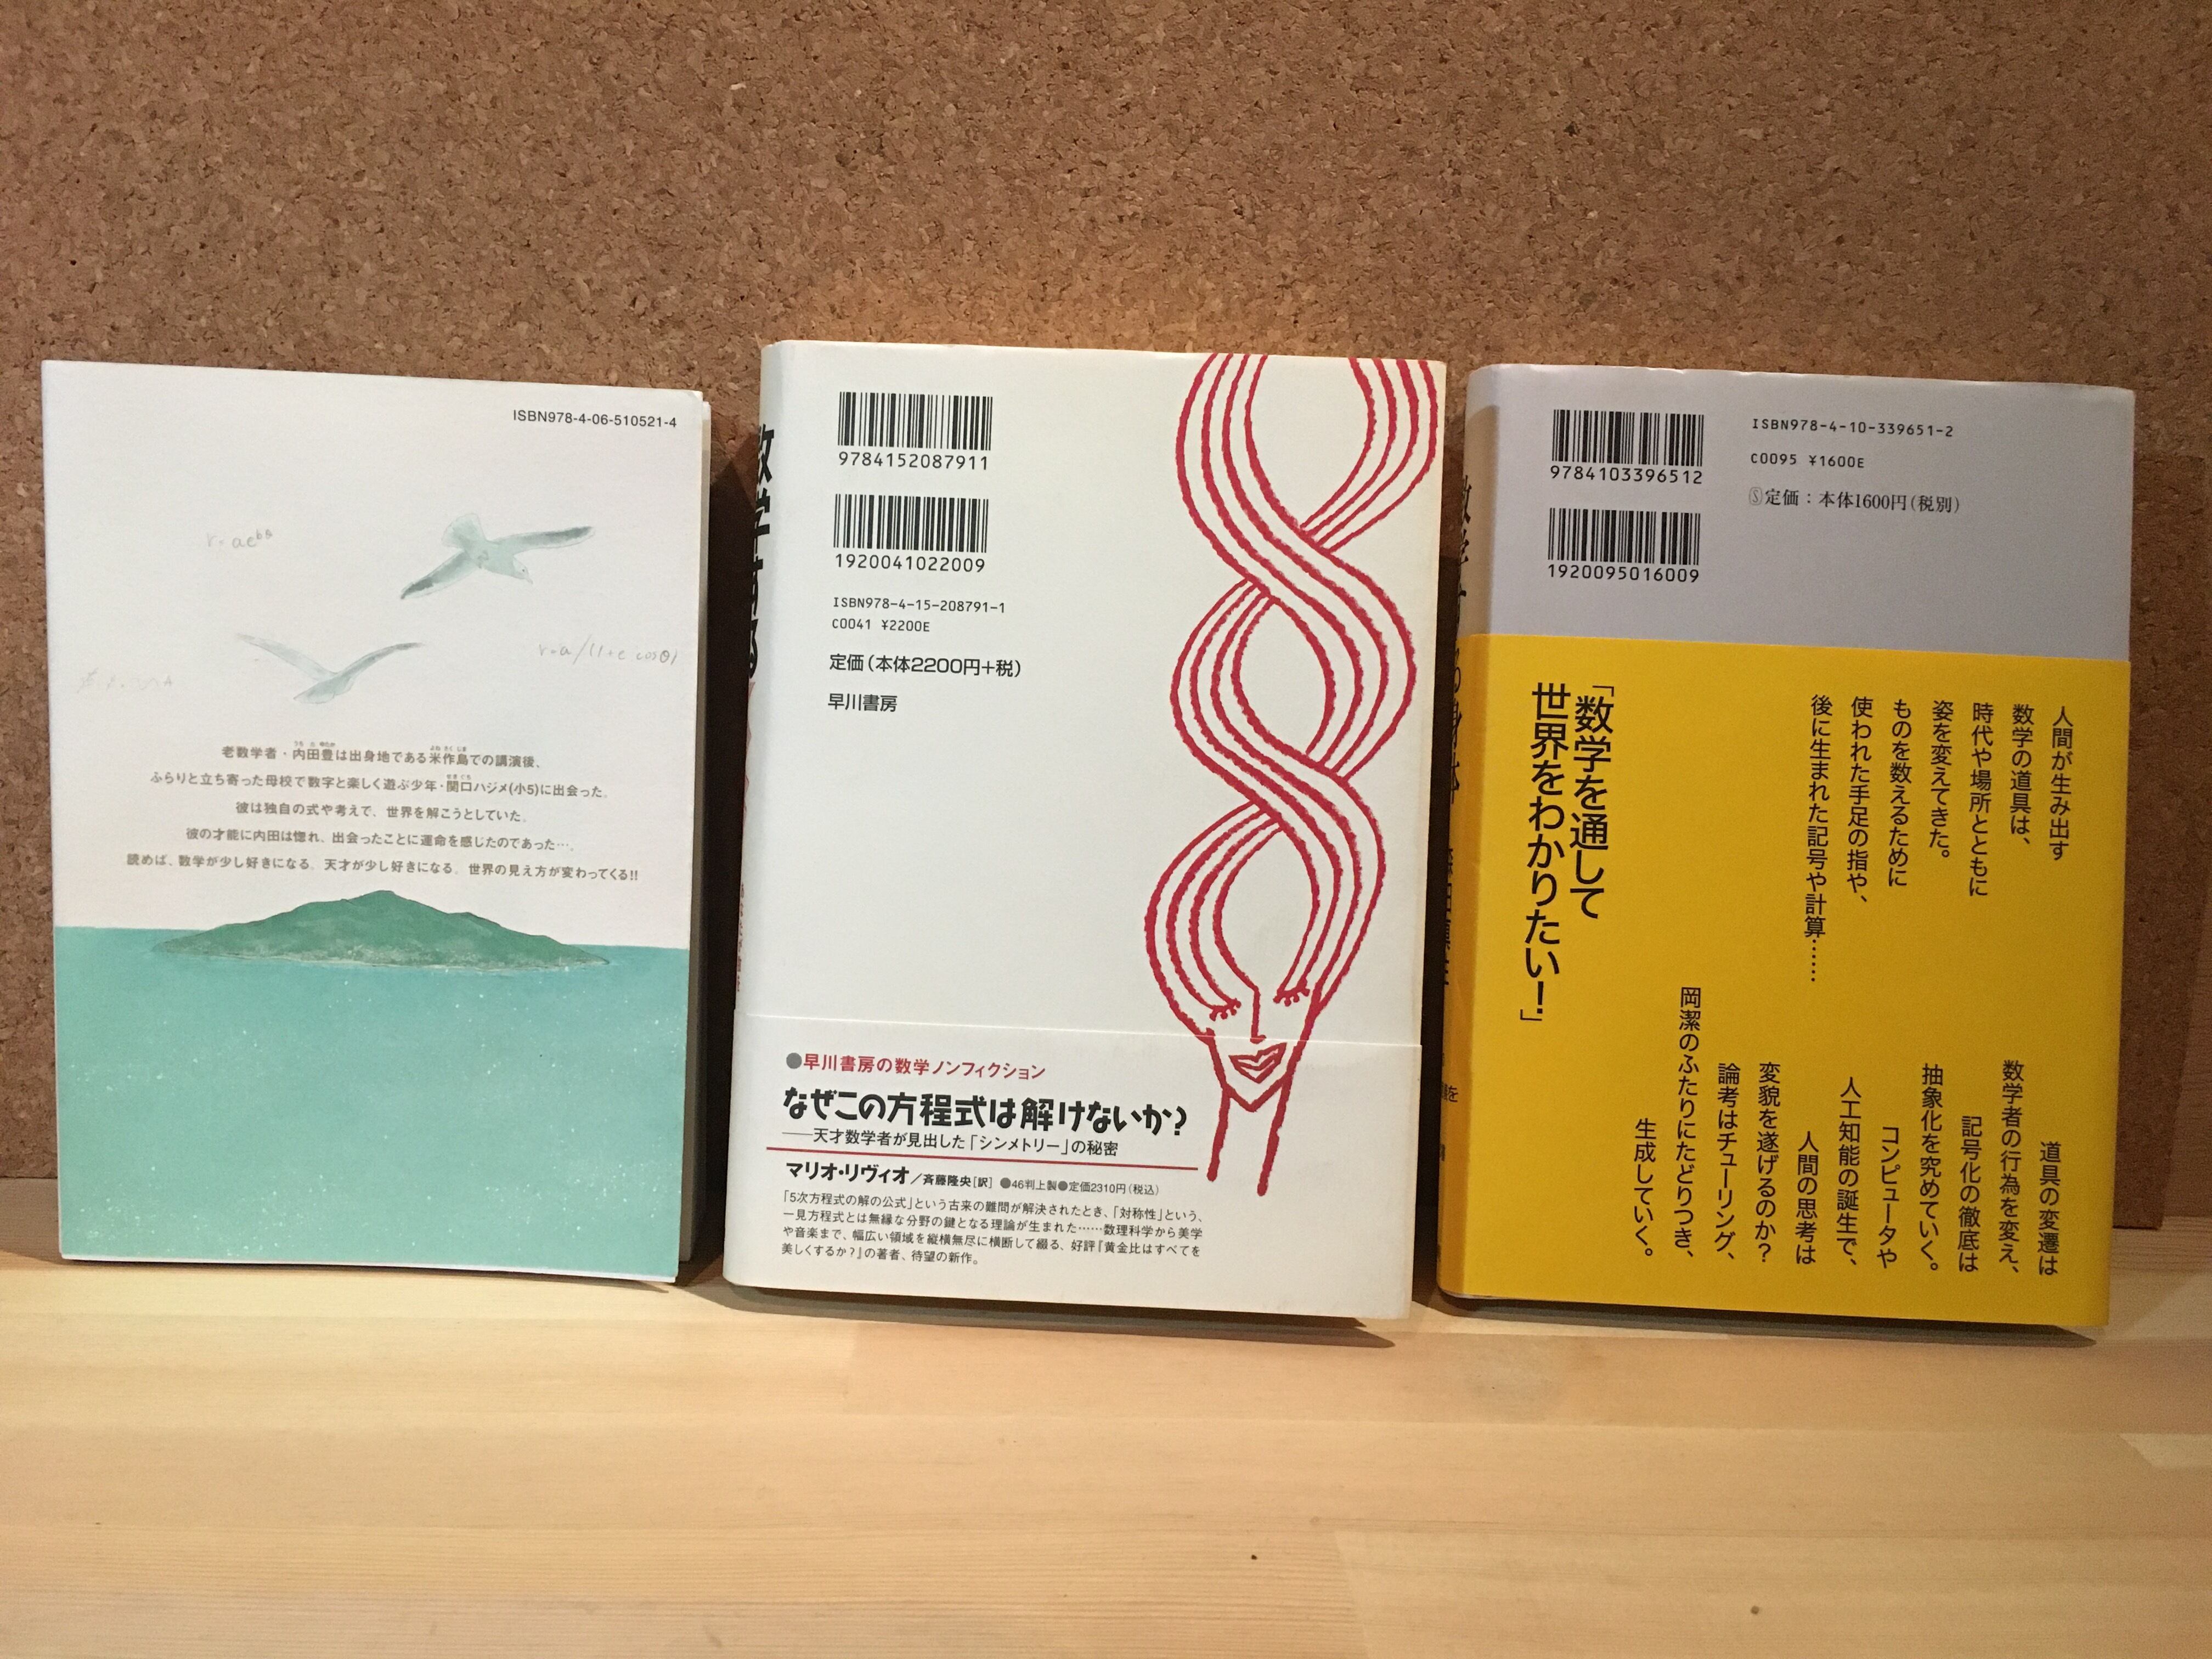 ISBN978-4-06-510521-4
老数学者・内田豊は出身地である米作島での講演後、
ふらりと立ち寄った母校で数字と楽しく遊ぶ少年・関口ハジメ(小5)に出会った。
彼は独自の式や考えで、世界を解こうとしていた。
彼の才能に内田は惚れ、出会ったことに運命を感じたのであった…。
読めば、数学が少し好きになる。天才が少し好きになる。世界の見え方が変わってくる!!
数学する
9784152087911
1920041022009
ISBN978-4-15-208791-1
C0041 ¥2200E
定価(本体2200円+税)
早川書房
●早川書房の数学ノンフィクション
なぜこの方程式は解けないか?
——天才数学者が見出した「シンメトリー」の秘密
マリオ・リヴィオ/斉藤隆央[訳] ●46判上製●定価2310円(税込)
「5次方程式の解の公式」という古来の難問が解決されたとき、「対称性」という、
一見方程式とは無縁な分野の鍵となる理論が生まれた……数理科学から美学
や音楽まで、幅広い領域を縦横無尽に横断して綴る、好評『黄金比はすべてを
美しくするか?』の著者、待望の新作。
9784103396512
1920095016009
ISBN978-4-10-339651-2
C0095 ¥1600E
Ⓢ定価:本体1600円(税別)
人間が生み出す
数学の道具は、
時代や場所とともに
姿を変えてきた。
ものを数えるために
使われた手足の指や、
後に生まれた記号や計算……
道具の変遷は
数学者の行為を変え、
記号化の徹底は
抽象化を究めていく。
コンピュータや
人工知能の誕生で、
人間の思考は
変貌を遂げるのか?
論考はチューリング、
岡潔のふたりにたどりつき、
生成していく。
「数学を通して
世界をわかりたい!」